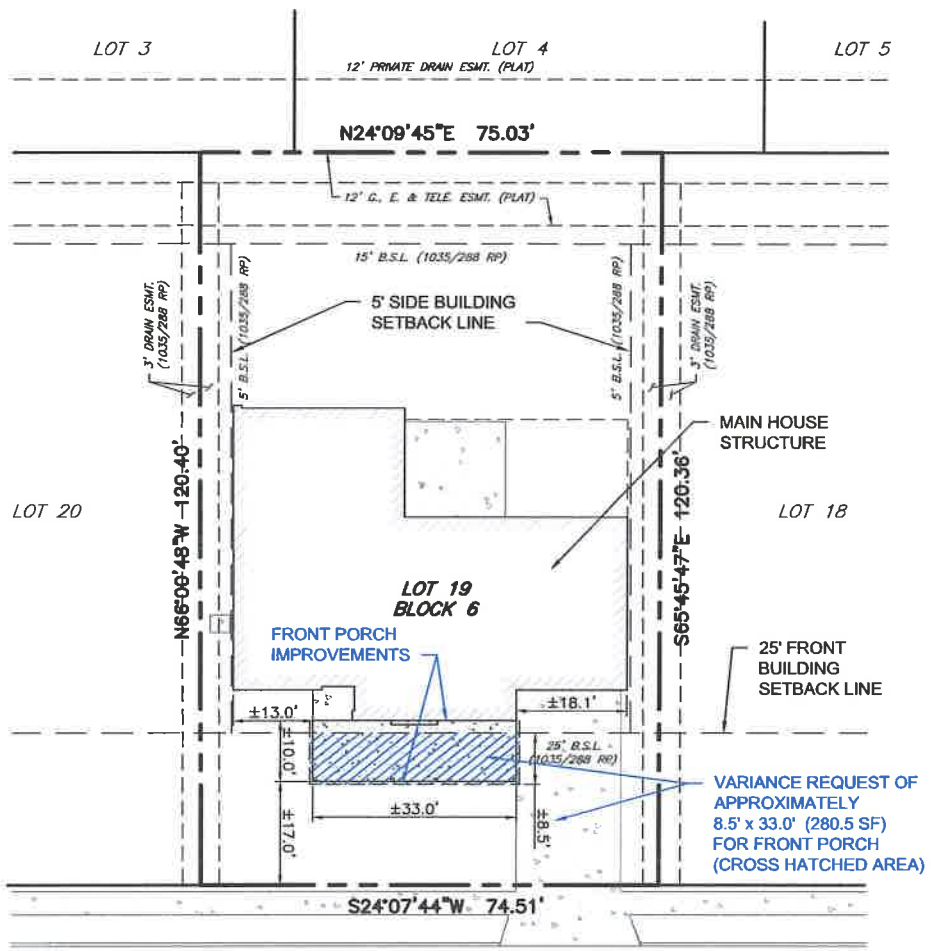 LOT 3
LOT 4
LOT 5
12' PRIVATE DRAIN ESMT. (PLAT)
N24°09'45"E 75.03'
12' G., E. & TELE. ESMT. (PLAT)
15' B.S.L. (1035/288 RP)
5' SIDE BUILDING
SETBACK LINE
3' DRAIN ESMT.
(1035/288 RP)
5' B.S.L. (1035/288 RP)
5' B.S.L. (1035/288 RP)
3' DRAIN ESMT.
(1035/288 RP)
MAIN HOUSE
STRUCTURE
N66°00'48"W 120.40'
S65°45'47"E 120.36'
LOT 20
LOT 18
LOT 19
BLOCK 6
FRONT PORCH
IMPROVEMENTS
25' FRONT
BUILDING
SETBACK LINE
±13.0'
±18.1'
±10.0'
25' B.S.L.
(1035/288 RP)
±33.0'
±8.5'
±17.0'
VARIANCE REQUEST OF
APPROXIMATELY
8.5' x 33.0' (280.5 SF)
FOR FRONT PORCH
(CROSS HATCHED AREA)
S24°07'44"W 74.51'